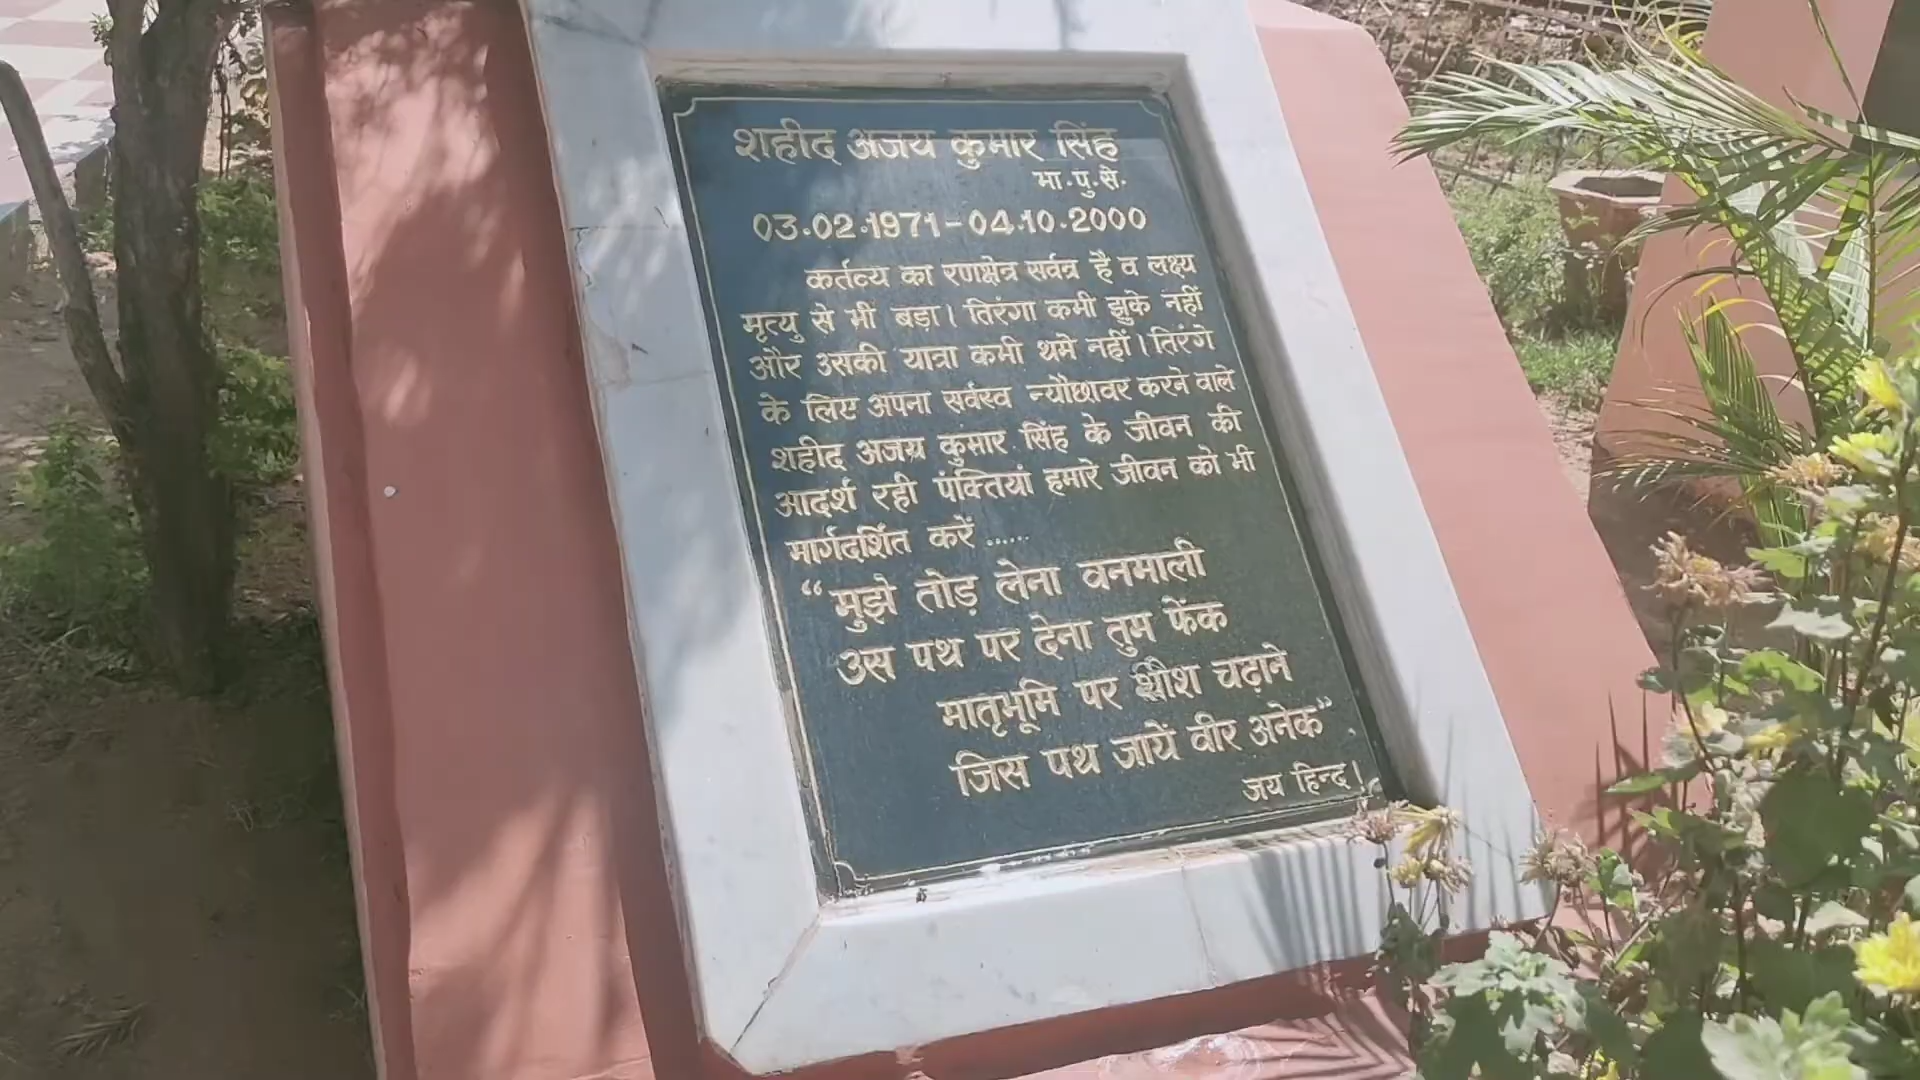 शहीद अजय कुमार सिंह
भा.पु.से.
03.02.1971-04.10.2000
कर्तव्य का रणक्षेत्र सर्वत्र है व लक्ष्य
मृत्यु से भी बड़ा। तिरंगा कभी झुके नहीं
और उसकी यात्रा कभी थमे नहीं। तिरंगे
के लिए अपना सर्वस्व न्यौछावर करने वाले
शहीद अजय कुमार सिंह के जीवन की
आदर्श रही पंक्तियां हमारे जीवन को भी
मार्गदर्शित करें ......
“मुझे तोड़ लेना वनमाली
उस पथ पर देना तुम फेंक
मातृभूमि पर शीश चढ़ाने
जिस पथ जायें वीर अनेक”
जय हिन्द।